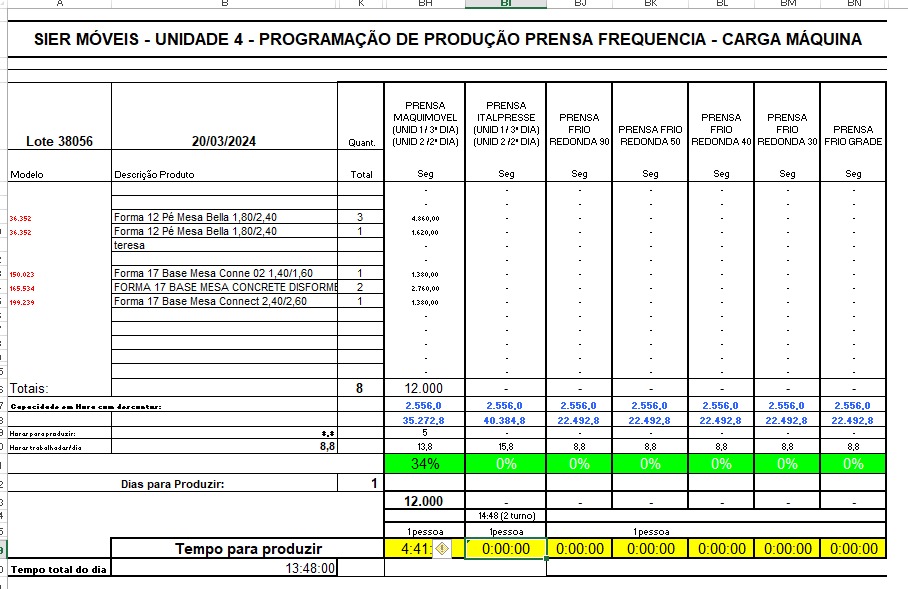 A B K BH BI BJ BK BL BM BN
SIER MÓVEIS - UNIDADE 4 - PROGRAMAÇÃO DE PRODUÇÃO PRENSA FREQUENCIA - CARGA MÁQUINA
Lote 38056 20/03/2024 Quant. PRENSA MAQUIMOVEL (UNID 1 / 3ª DIA) (UNID 2 /2ª DIA) PRENSA ITALPRESSE (UNID 1 / 3ª DIA) (UNID 2 /2ª DIA) PRENSA FRIO REDONDA 90 PRENSA FRIO REDONDA 50 PRENSA FRIO REDONDA 40 PRENSA FRIO REDONDA 30 PRENSA FRIO GRADE
Modelo Descrição Produto Total Seg Seg Seg Seg Seg Seg Seg
- - - - - - -
- - - - - - -
36.352 Forma 12 Pé Mesa Bella 1,80/2,40 3 4.860,00 - - - - - -
36.352 Forma 12 Pé Mesa Bella 1,80/2,40 1 1.620,00 - - - - - -
teresa - - - - - - -
- - - - - - -
150.023 Forma 17 Base Mesa Conne 02 1,40/1,60 1 1.380,00 - - - - - -
165.534 FORMA 17 BASE MESA CONCRETE DISFORME 2 2.760,00 - - - - - -
199.239 Forma 17 Base Mesa Connect 2,40/2,60 1 1.380,00 - - - - - -
- - - - - - -
- - - - - - -
- - - - - - -
- - - - - - -
- - - - - - -
Totais: 8 12.000 - - - - - -
Capacidade em Hora com descontar: 2.556,0 2.556,0 2.556,0 2.556,0 2.556,0 2.556,0 2.556,0
35.272,8 40.384,8 22.492,8 22.492,8 22.492,8 22.492,8 22.492,8
Horar para produzir: 8,8 5 - - - - - -
Horar trabalhadar/dia 8,8 13,8 15,8 8,8 8,8 8,8 8,8 8,8
34% 0% 0% 0% 0% 0% 0%
Dias para Produzir: 1
12.000 - - - - - -
14:48 (2 turno)
1pessoa 1pessoa 1pessoa
Tempo para produzir 4:41: 0:00:00 0:00:00 0:00:00 0:00:00 0:00:00 0:00:00
Tempo total do dia 13:48:00